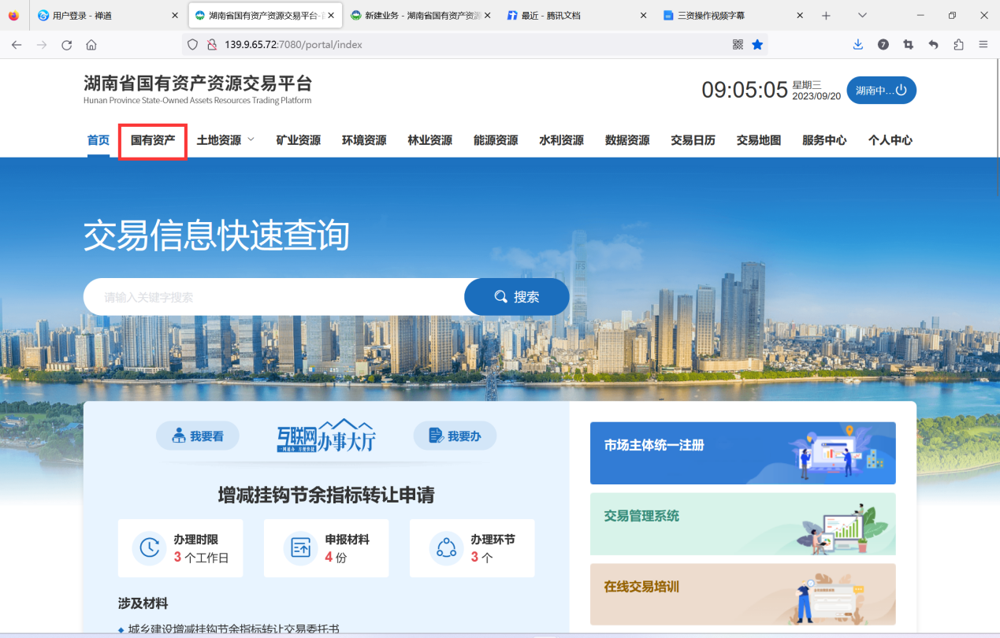 用户登录 - 禅道
湖南省国有资产资源交易平台-
新建业务 - 湖南省国有资产资源
最近 - 腾讯文档
三资操作视频字幕
139.9.65.72:7080/portal/index
7
湖南省国有资产资源交易平台
Hunan Province State-Owned Assets Resources Trading Platform
09:05:05
星期三
2023/09/20
湖南中...
首页
国有资产
土地资源
矿业资源
环境资源
林业资源
能源资源
水利资源
数据资源
交易日历
交易地图
服务中心
个人中心
交易信息快速查询
请输入关键字搜索
搜索
我要看
互联网办事大厅
一网通办 方便快捷
我要办
增减挂钩节余指标转让申请
办理时限
3 个工作日
申报材料
4 份
办理环节
3 个
涉及材料
城乡建设增减挂钩节余指标转让交易委托书
市场主体统一注册
交易管理系统
在线交易培训